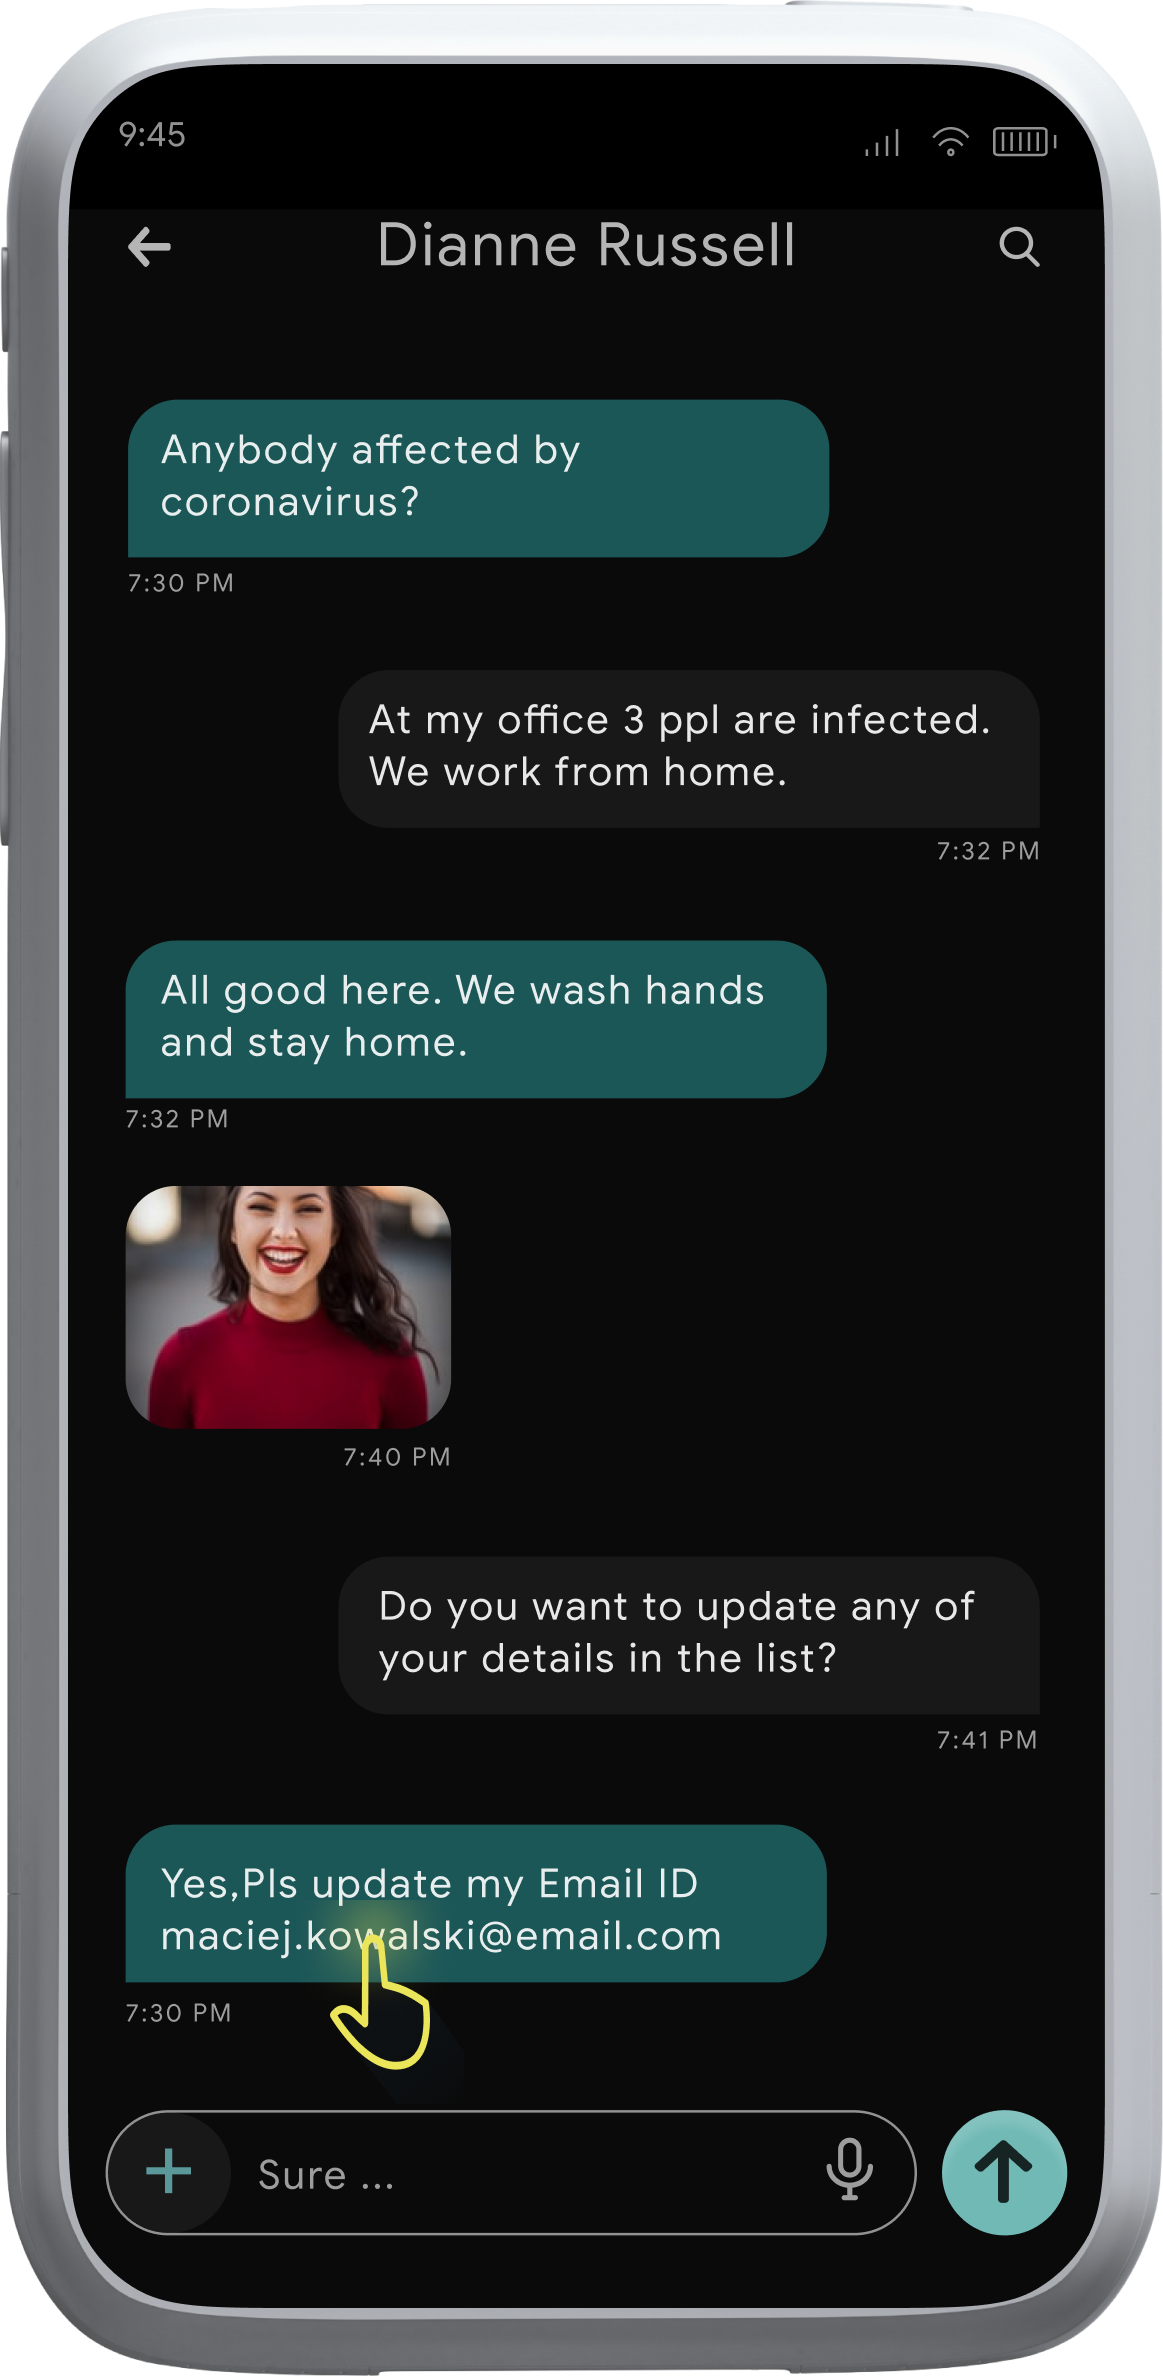 9:45
Dianne Russell
Anybody affected by
coronavirus?
7:30 PM
At my office 3 ppl are infected.
We work from home.
7:32 PM
All good here. We wash hands
and stay home.
7:32 PM
7:40 PM
Do you want to update any of
your details in the list?
7:41 PM
Yes,Pls update my Email ID
maciej.kowalski@email.com
7:30 PM
Sure ...